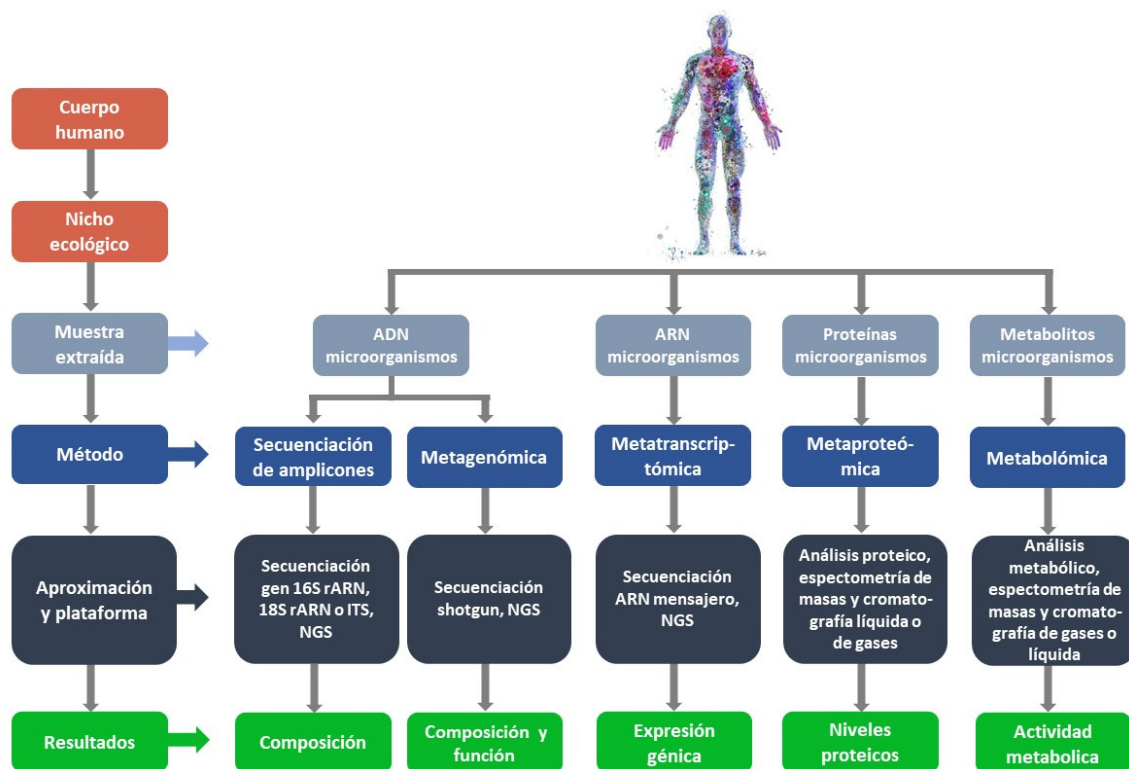 Cuerpo
humano
Nicho
ecológico
Muestra
extraída
ADN
microorganismos
ARN
microorganismos
Proteínas
microorganismos
Metabolitos
microorganismos
Método
Secuenciación
de amplicones
Metagenómica
Metatranscrip-
tómica
Metaproteó-
mica
Metabolómica
Aproximación
y plataforma
Secuenciación
gen 16S rARN,
18S rARN o ITS,
NGS
Secuenciación
shotgun, NGS
Secuenciación
ARN mensajero,
NGS
Análisis proteico,
espectometría de
masas y cromato-
grafía líquida o
de gases
Análisis
metabólico,
espectometría de
masas y cromato-
grafía de gases o
líquida
Resultados
Composición
Composición y
función
Expresión
génica
Niveles
proteicos
Actividad
metabolica